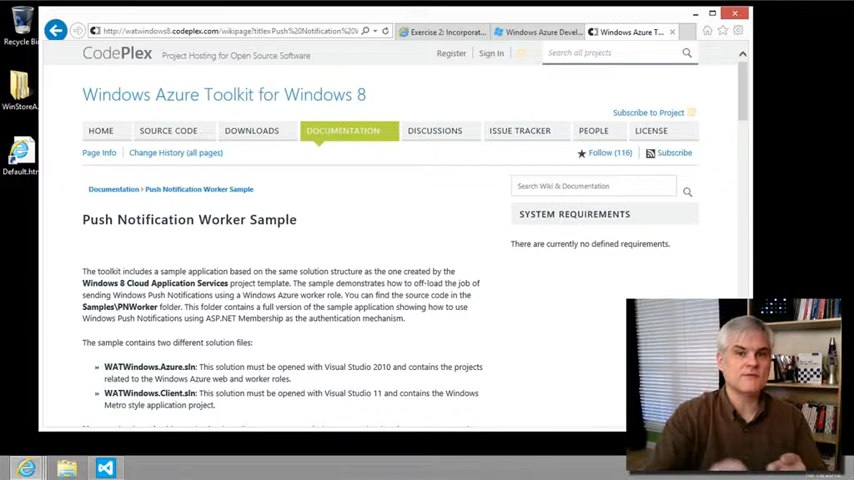 Recycle Bin
WinStoreA...
Default.htm
http://watwindows8.codeplex.com/wikipage?title=Push%20Notification%20W
Exercise 2: Incorporat...
Windows Azure Devel...
Windows Azure T...
CodePlex Project Hosting for Open Source Software
Register Sign In
Search all projects
Windows Azure Toolkit for Windows 8
Subscribe to Project
HOME SOURCE CODE DOWNLOADS DOCUMENTATION DISCUSSIONS ISSUE TRACKER PEOPLE LICENSE
Page Info Change History (all pages)
Follow (116) Subscribe
Documentation › Push Notification Worker Sample
Search Wiki & Documentation
Push Notification Worker Sample
SYSTEM REQUIREMENTS
There are currently no defined requirements.
The toolkit includes a sample application based on the same solution structure as the one created by the
Windows 8 Cloud Application Services project template. The sample demonstrates how to off-load the job of
sending Windows Push Notifications using a Windows Azure worker role. You can find the source code in the
Samples\PNWorker folder. This folder contains a full version of the sample application showing how to use
Windows Push Notifications using ASP.NET Membership as the authentication mechanism.
The sample contains two different solution files:
» WATWindows.Azure.sln: This solution must be opened with Visual Studio 2010 and contains the projects
related to the Windows Azure web and worker roles.
» WATWindows.Client.sln: This solution must be opened with Visual Studio 11 and contains the Windows
Metro style application project.